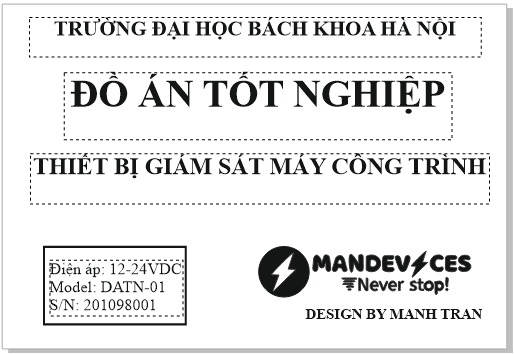 TRƯỜNG ĐẠI HỌC BÁCH KHOA HÀ NỘI
ĐỒ ÁN TỐT NGHIỆP
THIẾT BỊ GIÁM SÁT MÁY CÔNG TRÌNH
Điện áp: 12-24VDC
Model: DATN-01
S/N: 201098001
MANDEVICES
Never stop!
DESIGN BY MANH TRAN